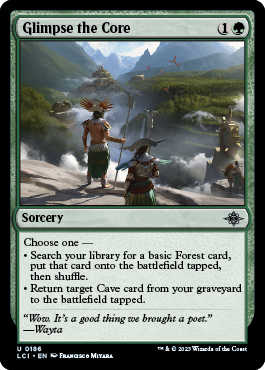 Glimpse the Core 1
Sorcery
Choose one —
• Search your library for a basic Forest card,
put that card onto the battlefield tapped,
then shuffle.
• Return target Cave card from your graveyard
to the battlefield tapped.
“Wow. It’s a good thing we brought a poet.”
—Wayta
U 0186
LCI • EN Francisco Miyara
™ & © 2023 Wizards of the Coast